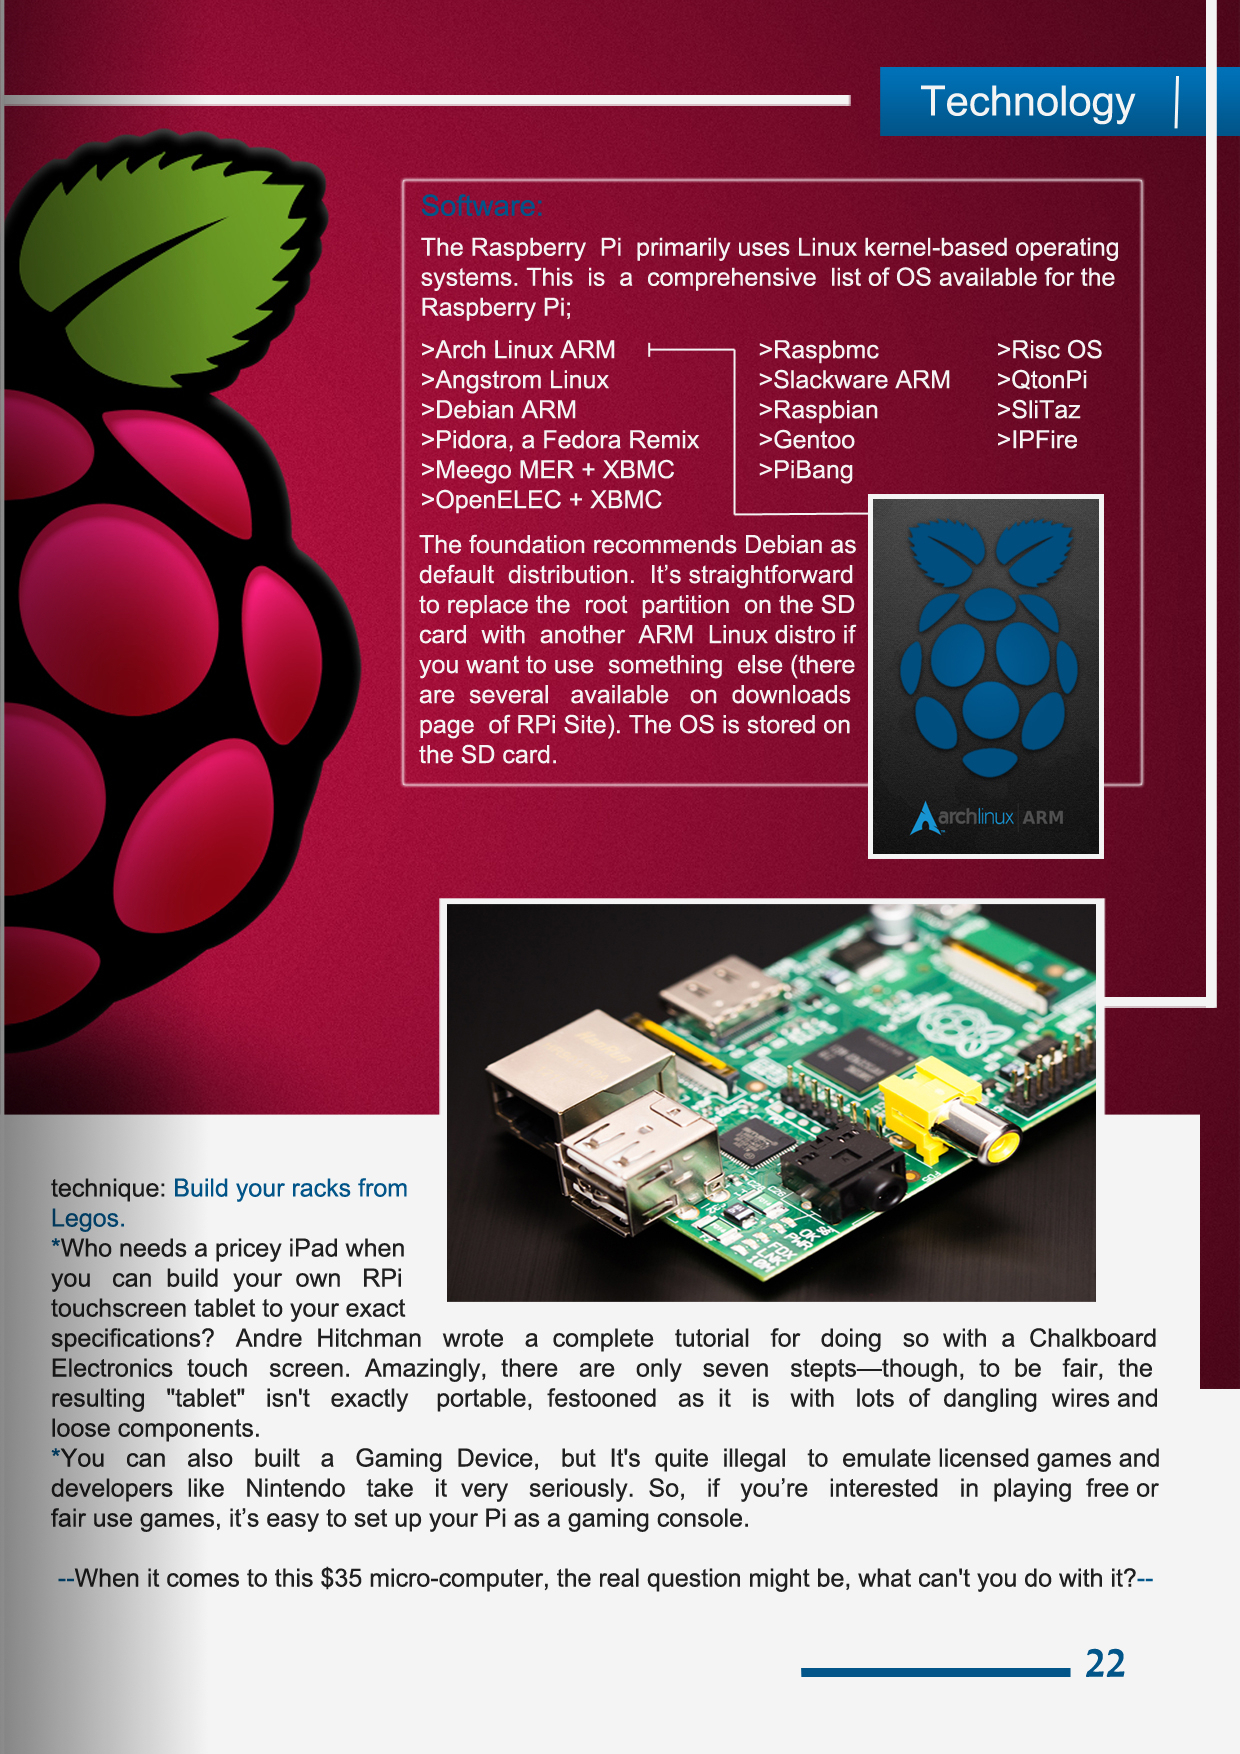 Technology
Software:
The Raspberry Pi primarily uses Linux kernel-based operating
systems. This is a comprehensive list of OS available for the
Raspberry Pi;
>Arch Linux ARM
>Angstrom Linux
>Debian ARM
>Pidora, a Fedora Remix
>Meego MER + XBMC
>OpenELEC + XBMC
>Raspbmc
>Slackware ARM
>Raspbian
>Gentoo
>PiBang
>Risc OS
>QtonPi
>SliTaz
>IPFire
The foundation recommends Debian as
default distribution. It’s straightforward
to replace the root partition on the SD
card with another ARM Linux distro if
you want to use something else (there
are several available on downloads
page of RPi Site). The OS is stored on
the SD card.
archlinux | ARM
OK
PWR
FDX
LNK
10M
technique: Build your racks from
Legos.
*Who needs a pricey iPad when
you can build your own RPi
touchscreen tablet to your exact
specifications? Andre Hitchman wrote a complete tutorial for doing so with a Chalkboard
Electronics touch screen. Amazingly, there are only seven stepts—though, to be fair, the
resulting "tablet" isn't exactly portable, festooned as it is with lots of dangling wires and
loose components.
*You can also built a Gaming Device, but It's quite illegal to emulate licensed games and
developers like Nintendo take it very seriously. So, if you’re interested in playing free or
fair use games, it’s easy to set up your Pi as a gaming console.
--When it comes to this $35 micro-computer, the real question might be, what can't you do with it?--
22